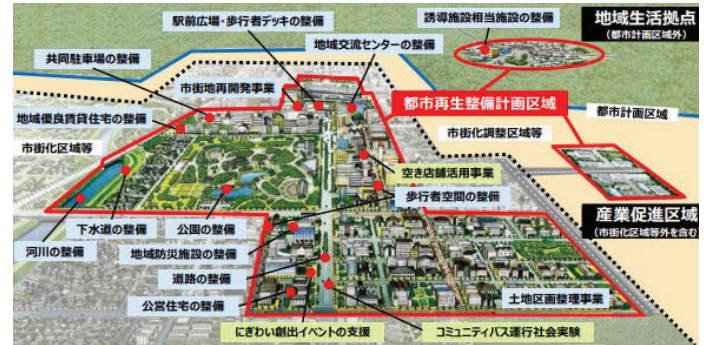 駅前広場・歩行者デッキの整備
誘導施設相当施設の整備
地域生活拠点
（都市計画区域外）
共同駐車場の整備
地域交流センターの整備
市街地再開発事業
都市再生整備計画区域
都市計画区域
地域優良賃貸住宅の整備
市街化区域等
市街化調整区域等
空き店舗活用事業
歩行者空間の整備
産業促進区域
（市街化区域等外を含む）
下水道の整備
公園の整備
河川の整備
地域防災施設の整備
道路の整備
公営住宅の整備
土地区画整理事業
にぎわい創出イベントの支援
コミュニティバス運行社会実験